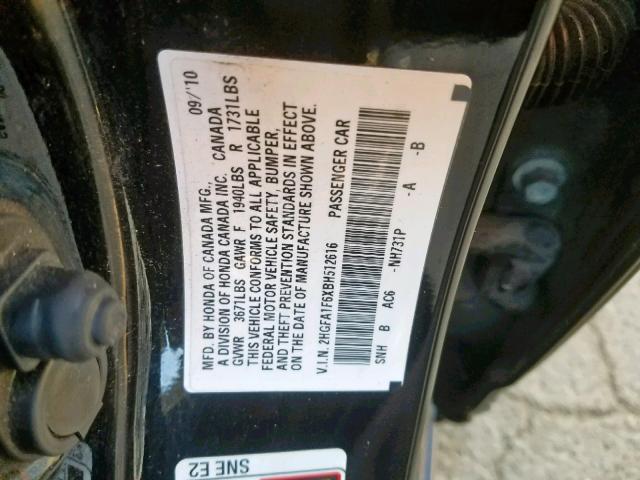 MFD. BY HONDA OF CANADA MFG. 09/'10
A DIVISION OF HONDA CANADA INC. CANADA
GVWR 3671LBS GAWR F 1940LBS R 1731LBS
THIS VEHICLE CONFORMS TO ALL APPLICABLE
FEDERAL MOTOR VEHICLE SAFETY, BUMPER,
AND THEFT PREVENTION STANDARDS IN EFFECT
ON THE DATE OF MANUFACTURE SHOWN ABOVE.
V.I.N. 2HGFA1F6XBH512616 PASSENGER CAR
SNH B AC6 -NH731P -A -B
SNE E2